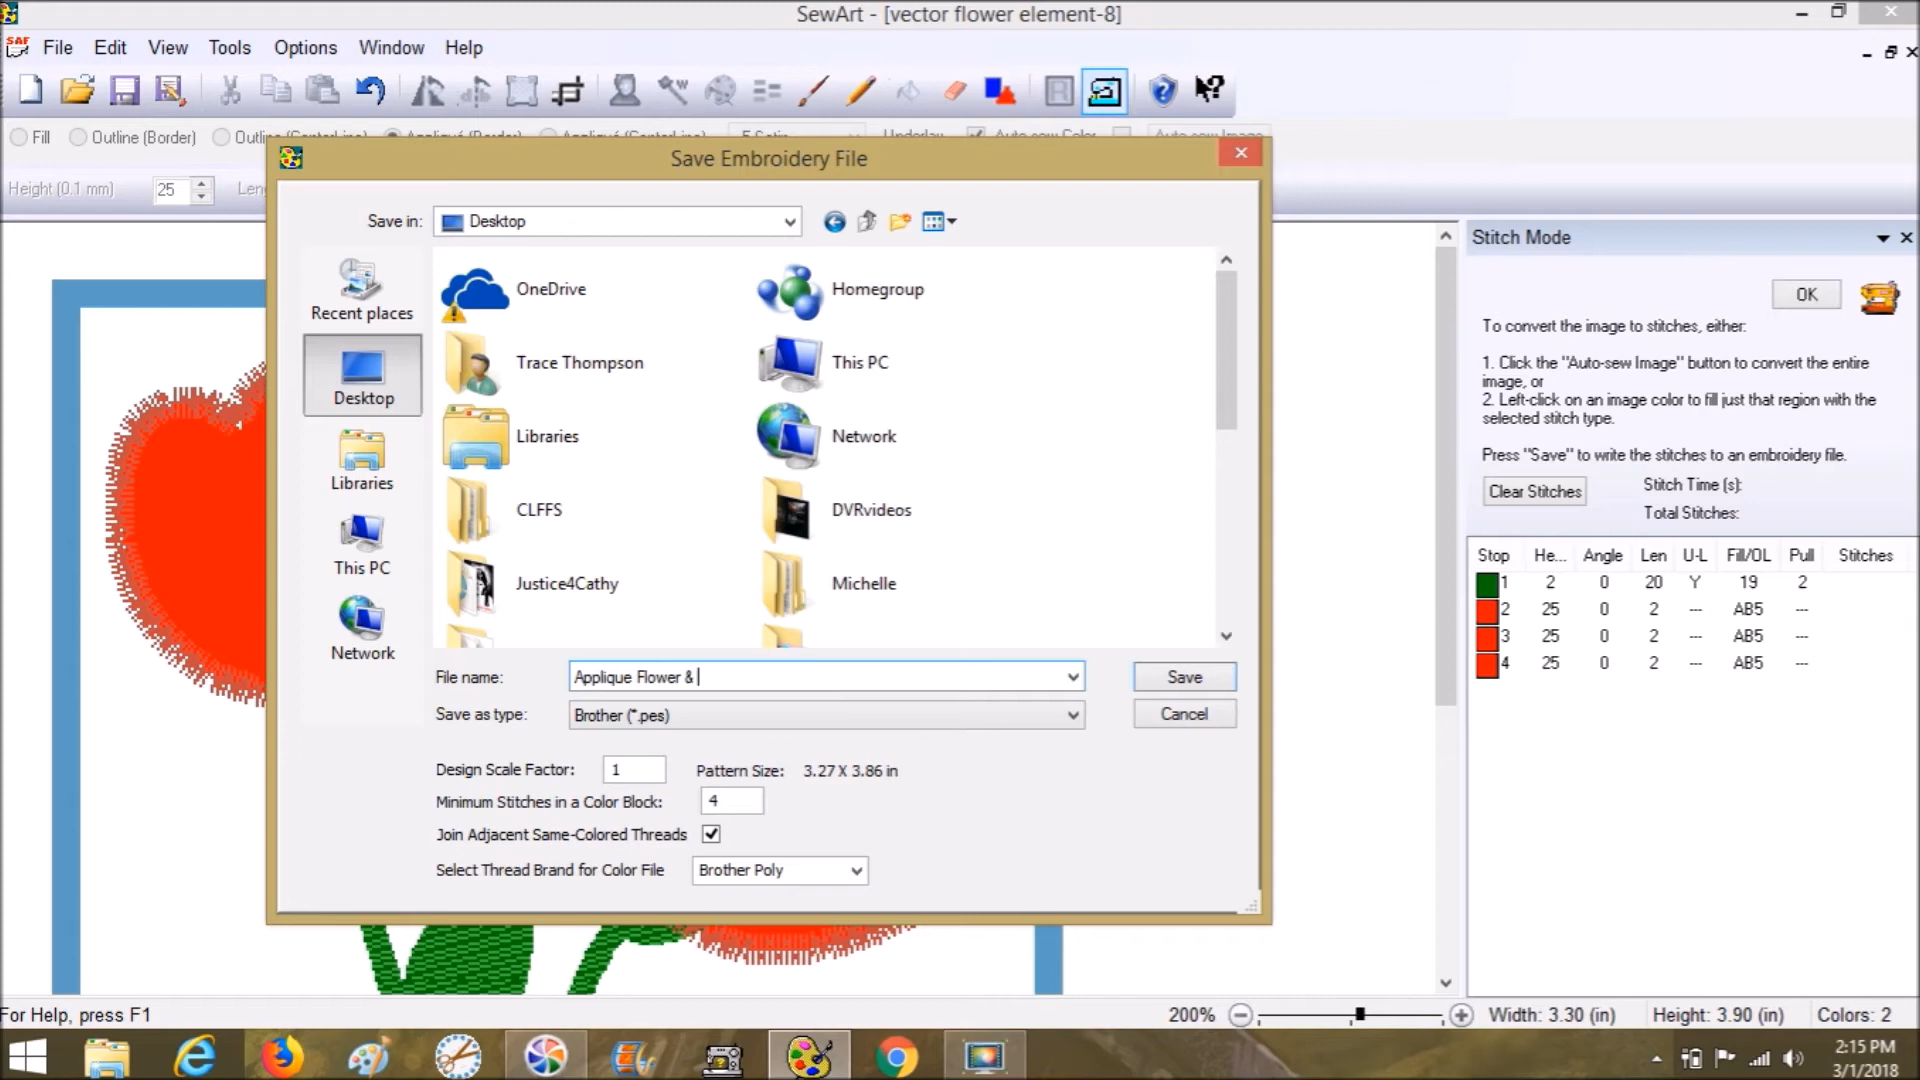 SewArt - [vector flower element-8]
SAF File Edit View Tools Options Window Help
Fill Outline (Border)
Height (0.1 mm) 25
Save Embroidery File
Save in: Desktop
Recent places
Desktop
Libraries
This PC
Network
OneDrive Homegroup
Trace Thompson This PC
Libraries Network
CLFFS DVRvideos
Justice4Cathy Michelle
File name: Applique Flower & Save
Save as type: Brother (*.pes) Cancel
Design Scale Factor: 1 Pattern Size: 3.27 X 3.86 in
Minimum Stitches in a Color Block: 4
Join Adjacent Same-Colored Threads
Select Thread Brand for Color File Brother Poly
Stitch Mode
OK
To convert the image to stitches, either:
1. Click the "Auto-sew Image" button to convert the entire
image, or
2. Left-click on an image color to fill just that region with the
selected stitch type.
Press "Save" to write the stitches to an embroidery file.
Clear Stitches Stitch Time (s):
Total Stitches:
Stop He... Angle Len U-L Fill/OL Pull Stitches
1 2 0 20 Y 19 2
2 25 0 2 --- AB5 ---
3 25 0 2 --- AB5 ---
4 25 0 2 --- AB5 ---
For Help, press F1 200% Width: 3.30 (in) Height: 3.90 (in) Colors: 2
2:15 PM
3/1/2018